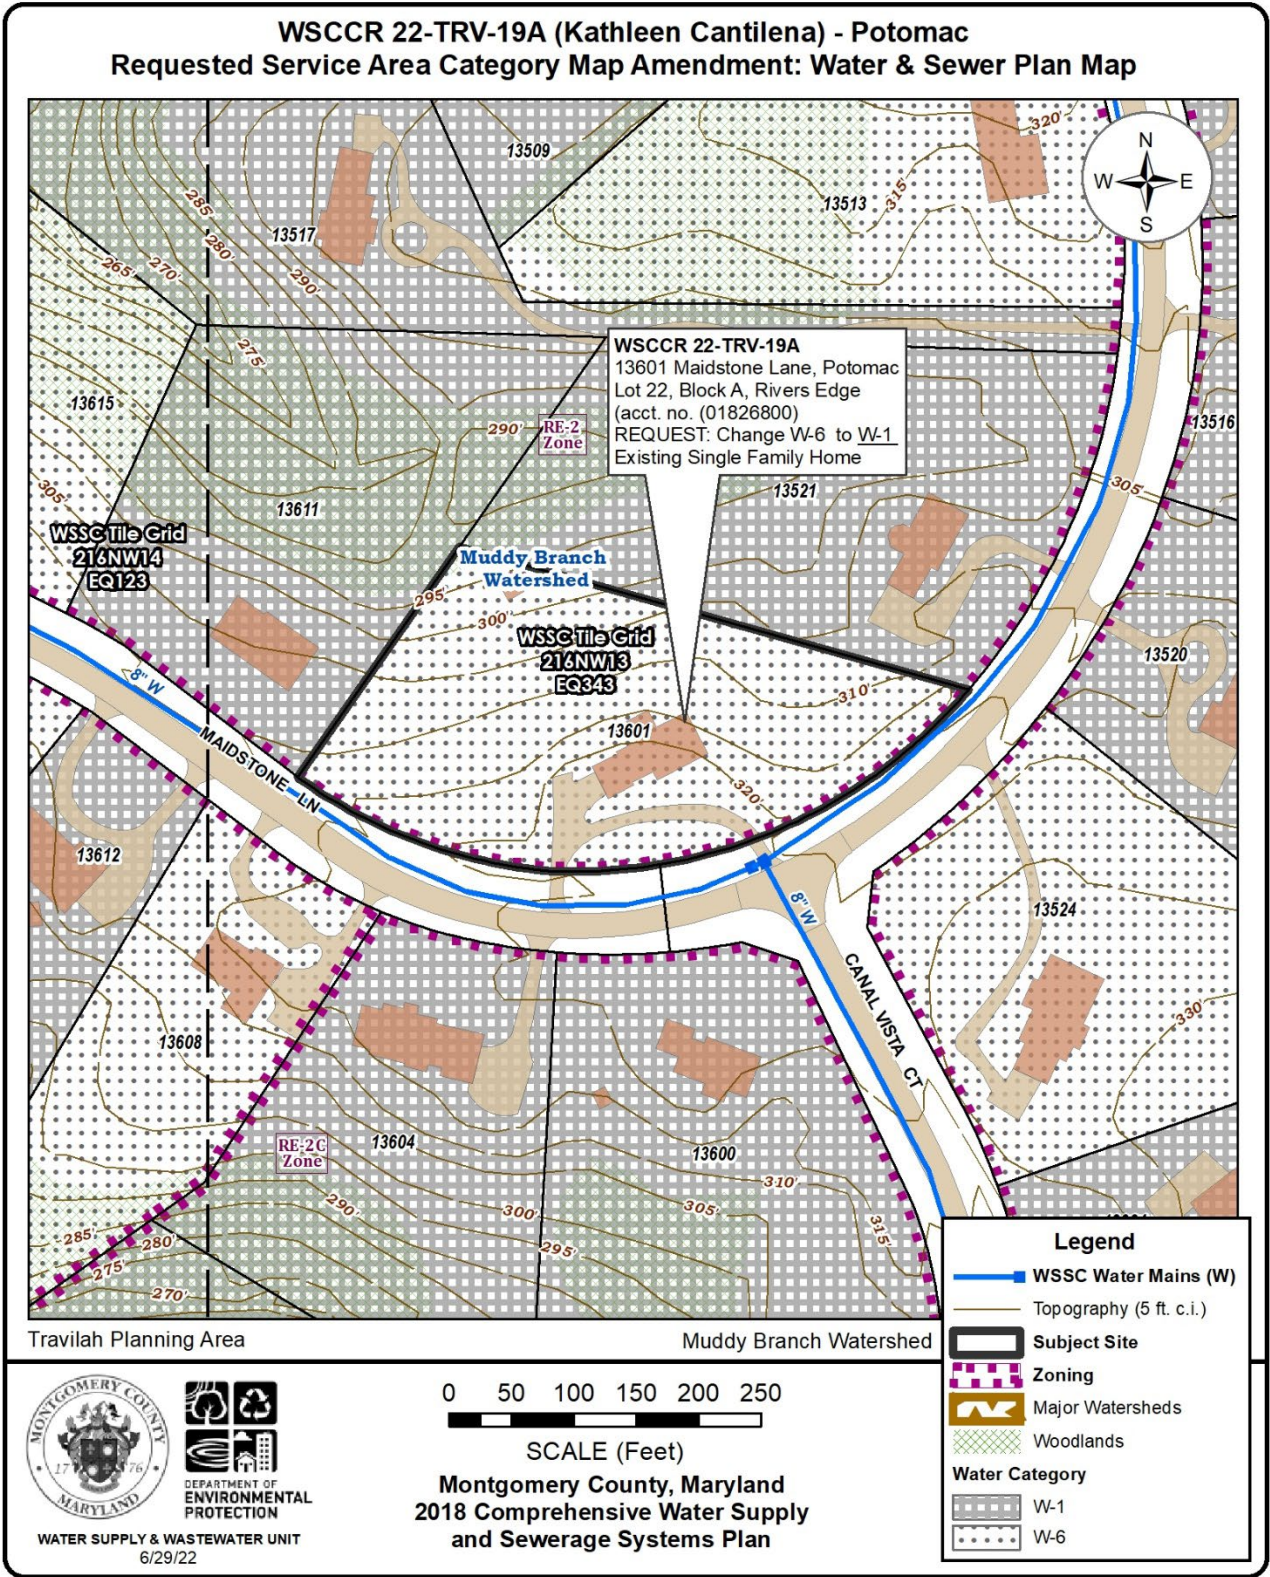 WSCCR 22-TRV-19A (Kathleen Cantilena) - Potomac
Requested Service Area Category Map Amendment: Water & Sewer Plan Map
N
W E
S
320'
13509
13513
315'
285'
13517
280'
265'
270'
290'
275'
WSCCR 22-TRV-19A
13601 Maidstone Lane, Potomac
Lot 22, Block A, Rivers Edge
(acct. no. (01826800)
REQUEST: Change W-6 to W-1
Existing Single Family Home
13615
290'
RE-2
Zone
13516
305'
13521
305'
13611
WSSC Tile Grid
216NW14
EQ123
Muddy Branch
Watershed
295'
300'
WSSC Tile Grid
216NW13
EQ343
13520
8" W
310'
13601
MAIDSTONE LN
320'
13612
8" W
13524
CANAL VISTA CT
330'
13608
RE-2C
Zone
13604
13600
310'
290'
300'
305'
315'
285'
280'
295'
275'
270'
Travilah Planning Area
Muddy Branch Watershed
Legend
WSSC Water Mains (W)
Topography (5 ft. c.i.)
Subject Site
Zoning
Major Watersheds
Woodlands
Water Category
W-1
W-6
MONTGOMERY COUNTY
17 76
MARYLAND
DEPARTMENT OF
ENVIRONMENTAL
PROTECTION
WATER SUPPLY & WASTEWATER UNIT
6/29/22
0 50 100 150 200 250
SCALE (Feet)
Montgomery County, Maryland
2018 Comprehensive Water Supply
and Sewerage Systems Plan